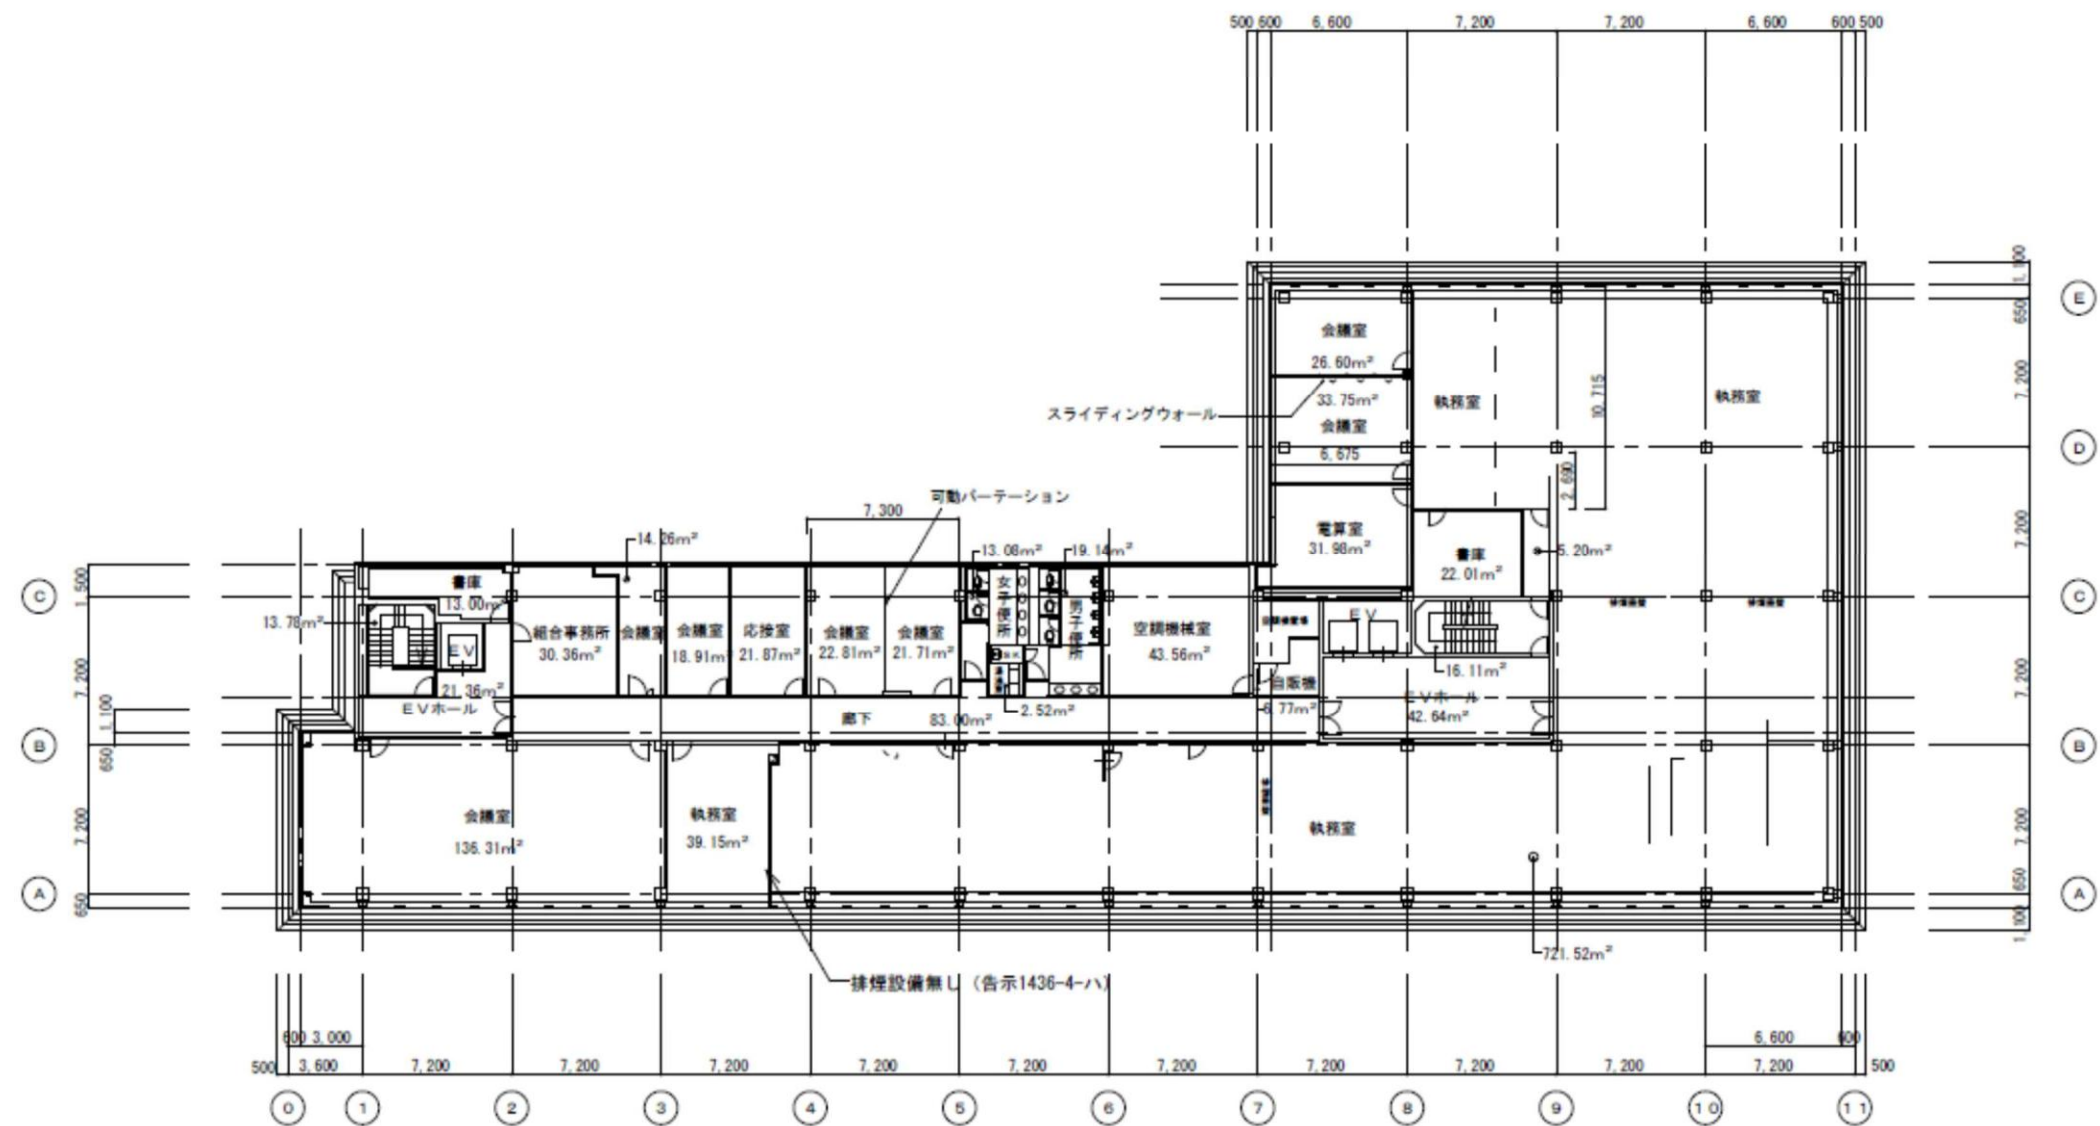 500 600 6,600 7,200 7,200 6,600 600 500
1,100
E
650
会議室
26.60m²
33.75m²
会議室
6,675
スライディングウォール
執務室
10,715
執務室
7,200
D
2,690
可動パーテーション
7,300
14.26m²
13.08m²
19.14m²
電算室
31.98m²
書庫
22.01m²
5.20m²
7,200
C
1,500
書庫
13.00m²
13.78m²
EV
21.36m²
EVホール
組合事務所
30.36m²
会議室
会議室
18.91m²
応接室
21.87m²
会議室
22.81m²
会議室
21.71m²
女子便所
男子便所
空調機械室
43.56m²
EV
16.11m²
自販機
6.77m²
EVホール
42.64m²
C
7,200
7,200
1,100
廊下
83.00m²
2.52m²
B
650
B
会議室
136.31m²
執務室
39.15m²
執務室
7,200
7,200
A
650
650
A
1,100
721.52m²
排煙設備無し (告示1436-4-ハ)
600 3,000
6,600 600
500 3,600 7,200 7,200 7,200 7,200 7,200 7,200 7,200 7,200 7,200 7,200 500
0 1 2 3 4 5 6 7 8 9 10 11